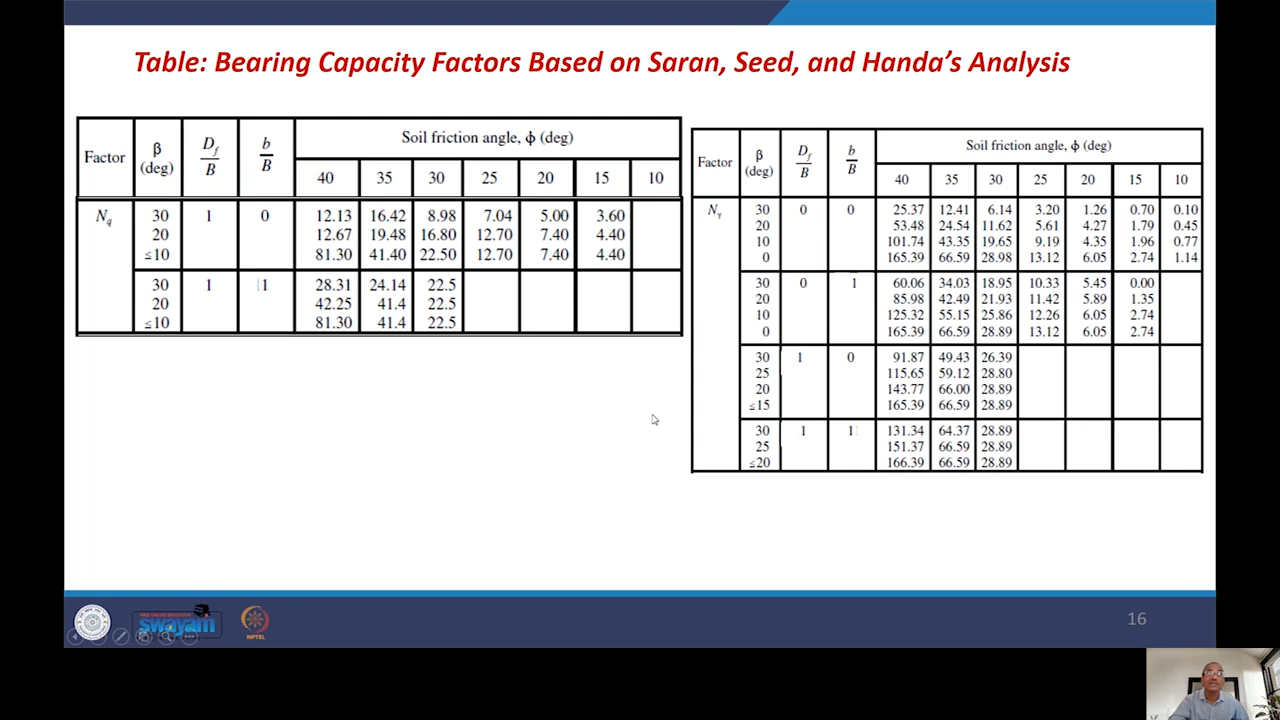 Table: Bearing Capacity Factors Based on Saran, Seed, and Handa's Analysis
Factor β (deg) D_f/B b/B Soil friction angle, ϕ (deg)
40 35 30 25 20 15 10
N_q 30 1 0 12.13 16.42 8.98 7.04 5.00 3.60
20 12.67 19.48 16.80 12.70 7.40 4.40
≤10 81.30 41.40 22.50 12.70 7.40 4.40
30 1 1 28.31 24.14 22.5
20 42.25 41.4 22.5
≤10 81.30 41.4 22.5
Factor β (deg) D_f/B b/B Soil friction angle, ϕ (deg)
40 35 30 25 20 15 10
N_γ 30 0 0 25.37 12.41 6.14 3.20 1.26 0.70 0.10
20 53.48 24.54 11.62 5.61 4.27 1.79 0.45
10 101.74 43.35 19.65 9.19 4.35 1.96 0.77
0 165.39 66.59 28.98 13.12 6.05 2.74 1.14
30 0 1 60.06 34.03 18.95 10.33 5.45 0.00
20 85.98 42.49 21.93 11.42 5.89 1.35
10 125.32 55.15 25.86 12.26 6.05 2.74
0 165.39 66.59 28.89 13.12 6.05 2.74
30 1 0 91.87 49.43 26.39
25 115.65 59.12 28.80
20 143.77 66.00 28.89
≤15 165.39 66.59 28.89
30 1 1 131.34 64.37 28.89
25 151.37 66.59 28.89
≤20 166.39 66.59 28.89
swayam
NPTEL
16